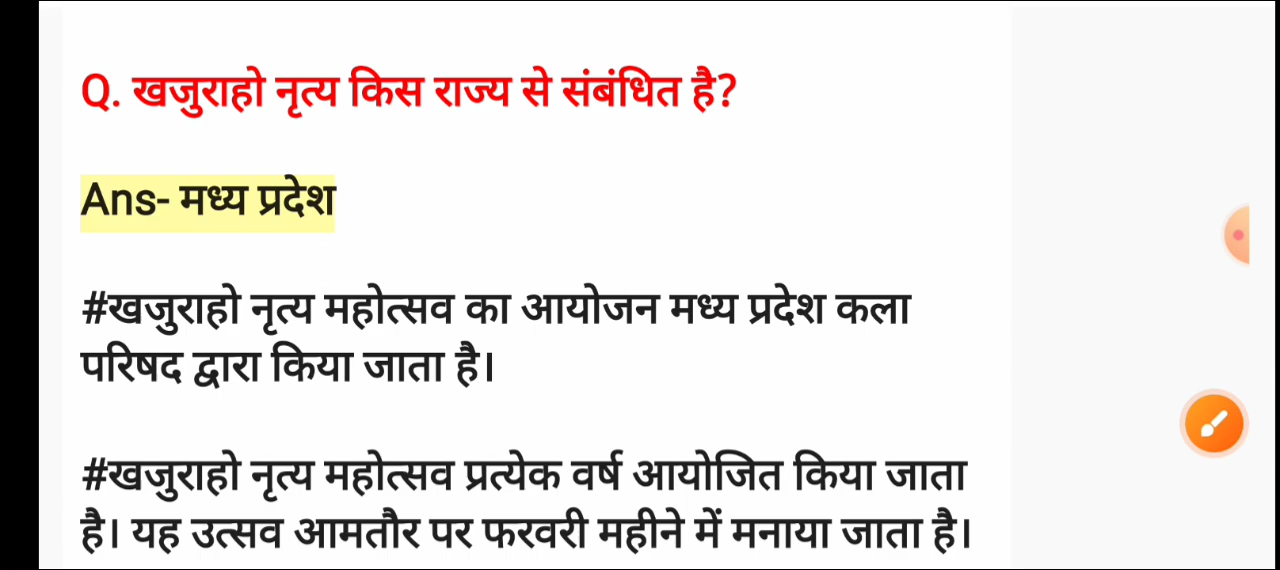 Q. खजुराहो नृत्य किस राज्य से संबंधित है?
Ans- मध्य प्रदेश
#खजुराहो नृत्य महोत्सव का आयोजन मध्य प्रदेश कला
परिषद द्वारा किया जाता है।
#खजुराहो नृत्य महोत्सव प्रत्येक वर्ष आयोजित किया जाता
है। यह उत्सव आमतौर पर फरवरी महीने में मनाया जाता है।